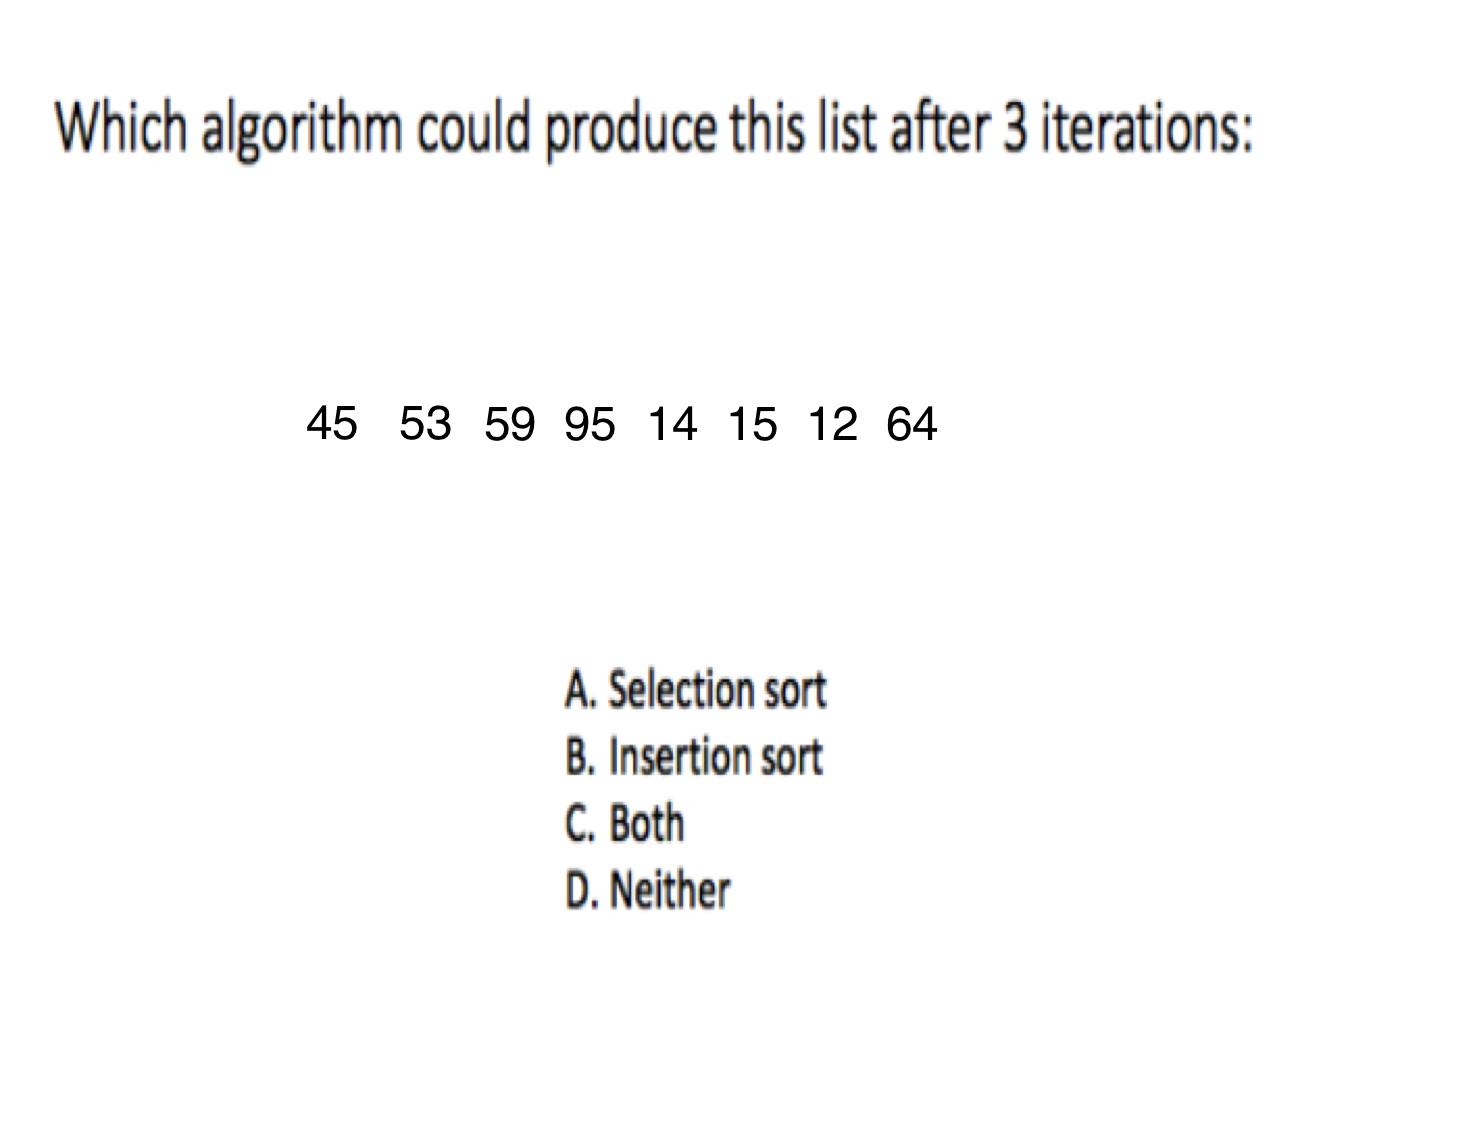 Which algorithm could produce this list after 3 iterations:
45 53 59 95 14 15 12 64
A. Selection sort
B. Insertion sort
C. Both
D. Neither